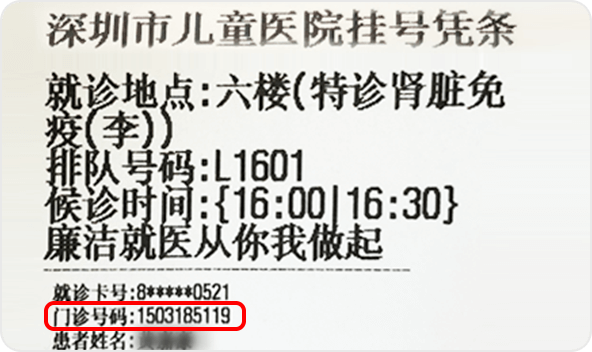 深圳市儿童医院挂号凭条
就诊地点:六楼(特诊肾脏免
疫(李))
排队号码:L1601
候诊时间:{16:00|16:30}
廉洁就医从你我做起
就诊卡号:8*****0521
门诊号码:1503185119
患者姓名: